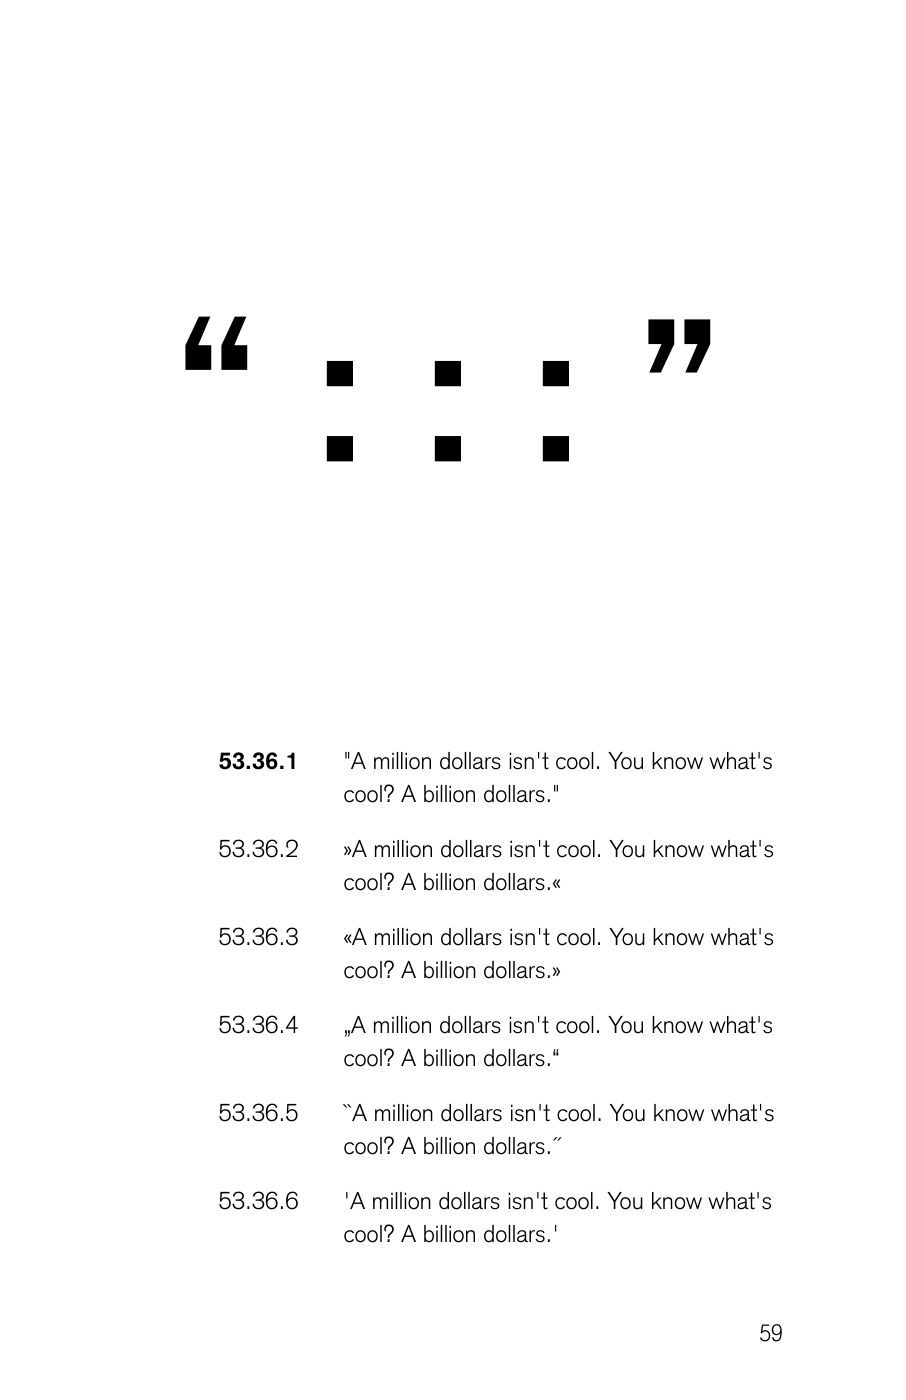 “ : : : ”
53.36.1 "A million dollars isn't cool. You know what's
cool? A billion dollars."
53.36.2 »A million dollars isn't cool. You know what's
cool? A billion dollars.«
53.36.3 «A million dollars isn't cool. You know what's
cool? A billion dollars.»
53.36.4 „A million dollars isn't cool. You know what's
cool? A billion dollars.“
53.36.5 ``A million dollars isn't cool. You know what's
cool? A billion dollars.´´
53.36.6 'A million dollars isn't cool. You know what's
cool? A billion dollars.'
59